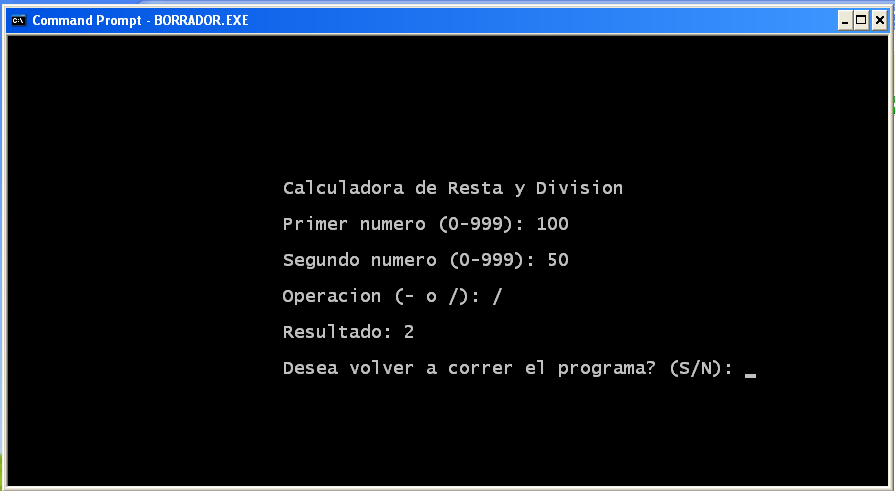 Command Prompt - BORRADOR.EXE
Calculadora de Resta y Division
Primer numero (0-999): 100
Segundo numero (0-999): 50
Operacion (- o /): /
Resultado: 2
Desea volver a correr el programa? (S/N): _